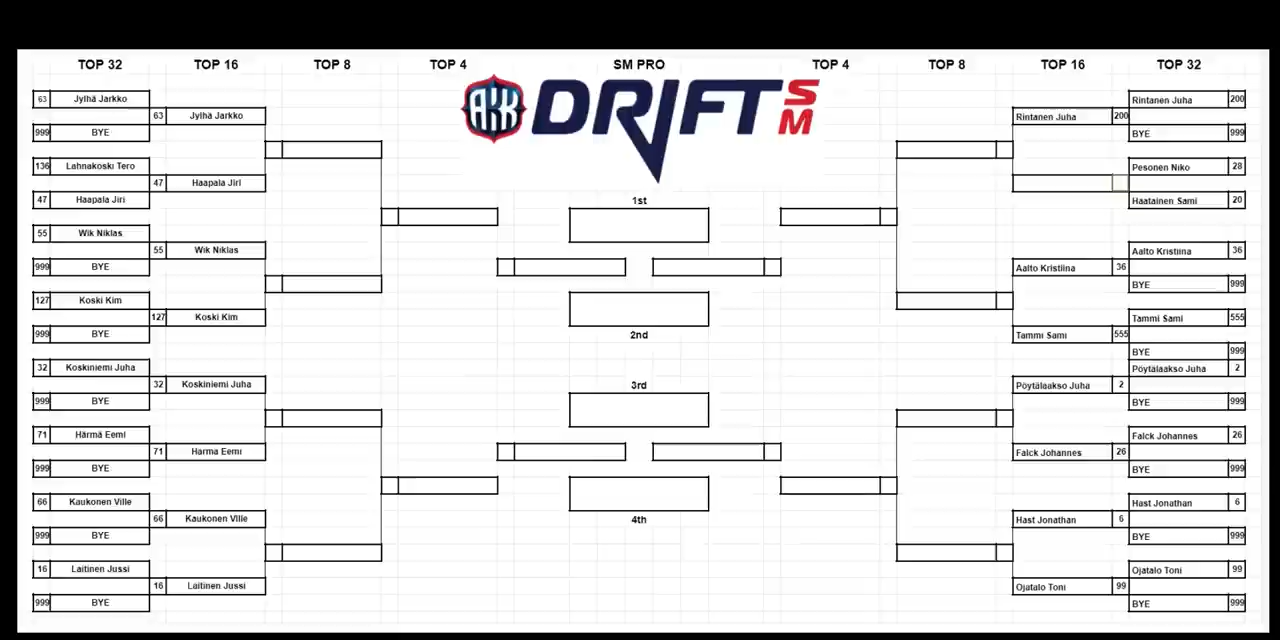 TOP 32 TOP 16 TOP 8 TOP 4 SM PRO TOP 4 TOP 8 TOP 16 TOP 32
AKK DRIFT SM
63 Jylhä Jarkko
999 BYE
136 Lahnakoski Tero
47 Haapala Jiri
55 Wik Niklas
999 BYE
127 Koski Kim
999 BYE
32 Koskiniemi Juha
999 BYE
71 Härmä Eemi
999 BYE
66 Kaukonen Ville
999 BYE
16 Laitinen Jussi
999 BYE
63 Jylhä Jarkko
47 Haapala Jiri
55 Wik Niklas
127 Koski Kim
32 Koskiniemi Juha
71 Härmä Eemi
66 Kaukonen Ville
16 Laitinen Jussi
1st
2nd
3rd
4th
Rintanen Juha 200
Aalto Kristiina 36
Tammi Sami 555
Pöytälaakso Juha 2
Falck Johannes 26
Hast Jonathan 6
Ojatalo Toni 99
Rintanen Juha 200
BYE 999
Pesonen Niko 28
Haatainen Sami 20
Aalto Kristiina 36
BYE 999
Tammi Sami 555
BYE 999
Pöytälaakso Juha 2
BYE 999
Falck Johannes 26
BYE 999
Hast Jonathan 6
BYE 999
Ojatalo Toni 99
BYE 999